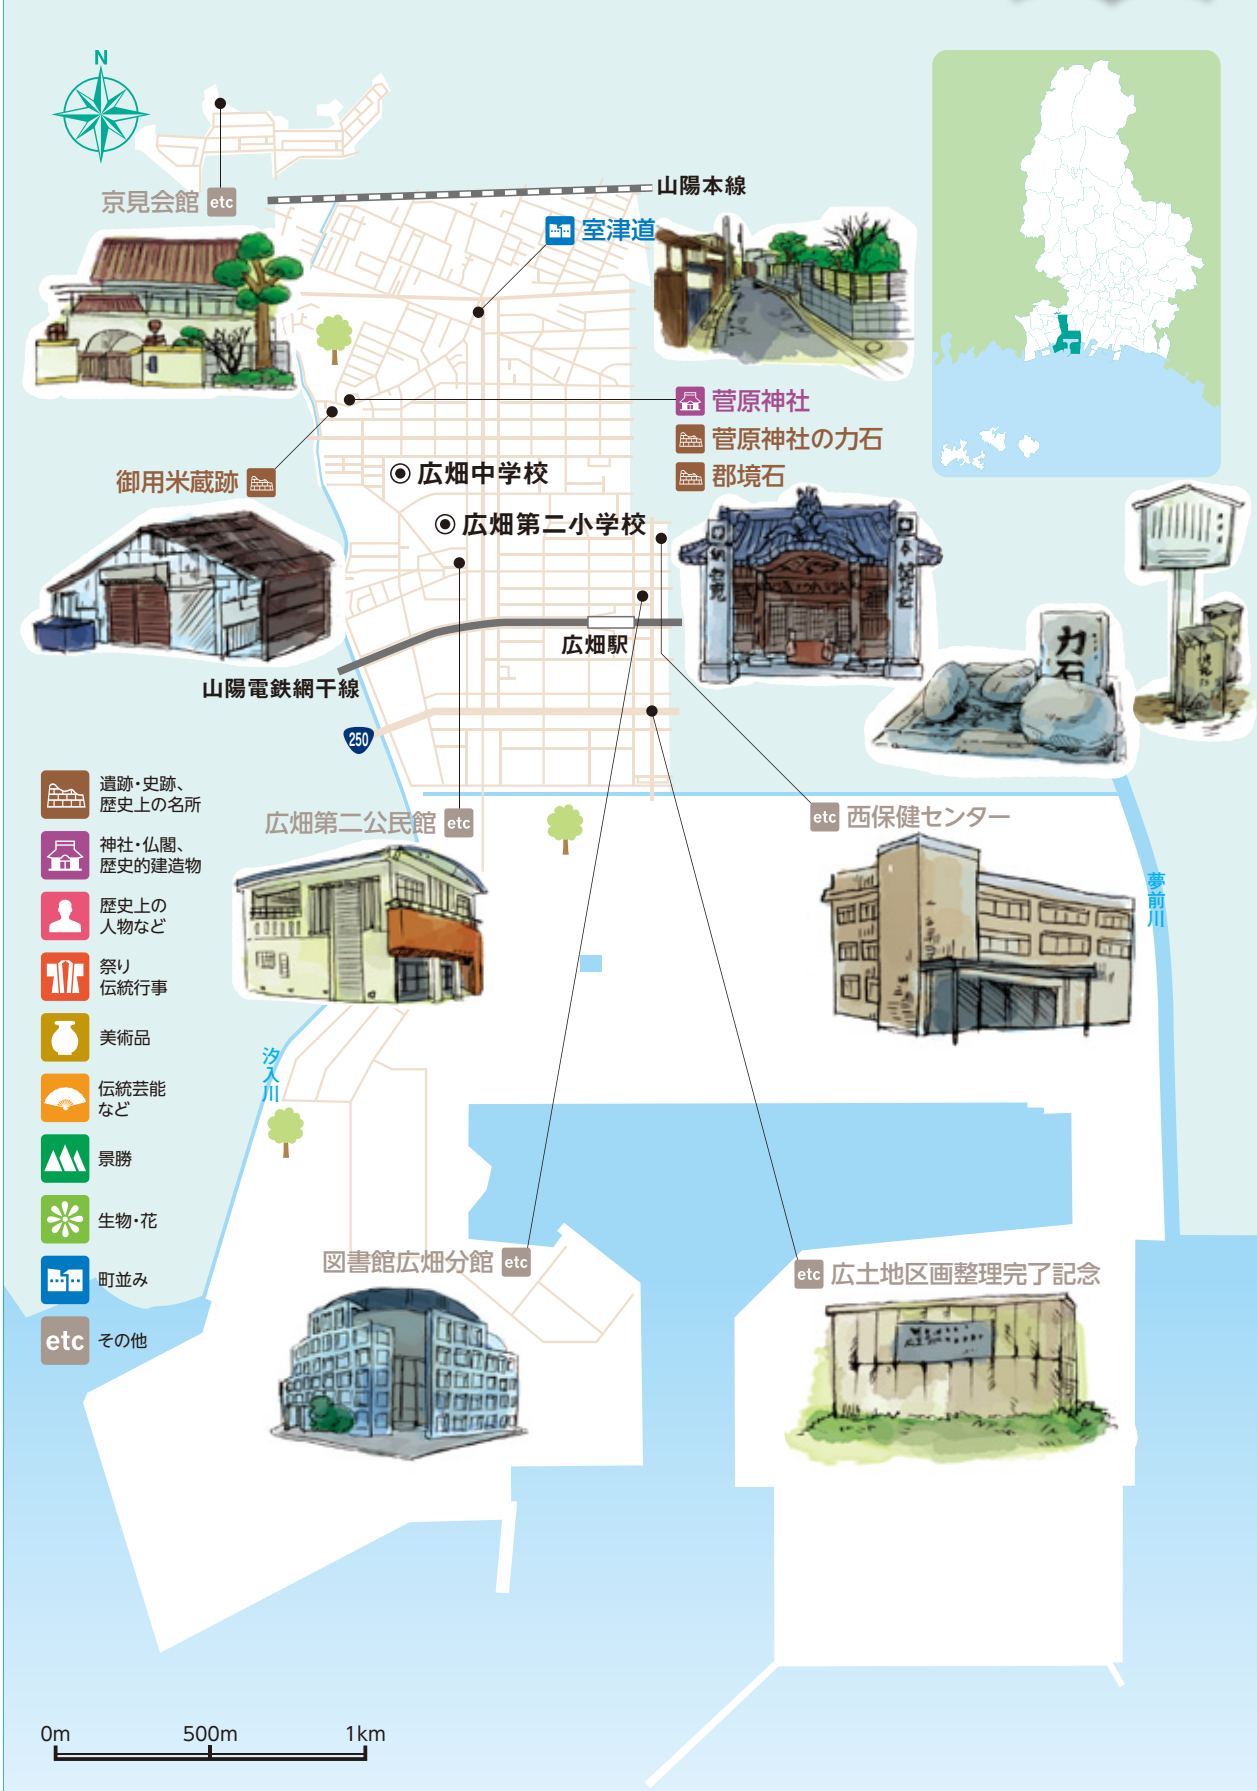 N
京見会館
etc
山陽本線
室津道
菅原神社
菅原神社の力石
郡境石
御用米蔵跡
広畑中学校
広畑第二小学校
力石
広畑駅
山陽電鉄網干線
250
遺跡・史跡、
歴史上の名所
神社・仏閣、
歴史的建造物
歴史上の
人物など
祭り
伝統行事
美術品
伝統芸能
など
景勝
生物・花
町並み
etc
その他
広畑第二公民館
etc
etc
西保健センター
夢前川
汐入川
図書館広畑分館
etc
etc
広土地区画整理完了記念
0m
500m
1km